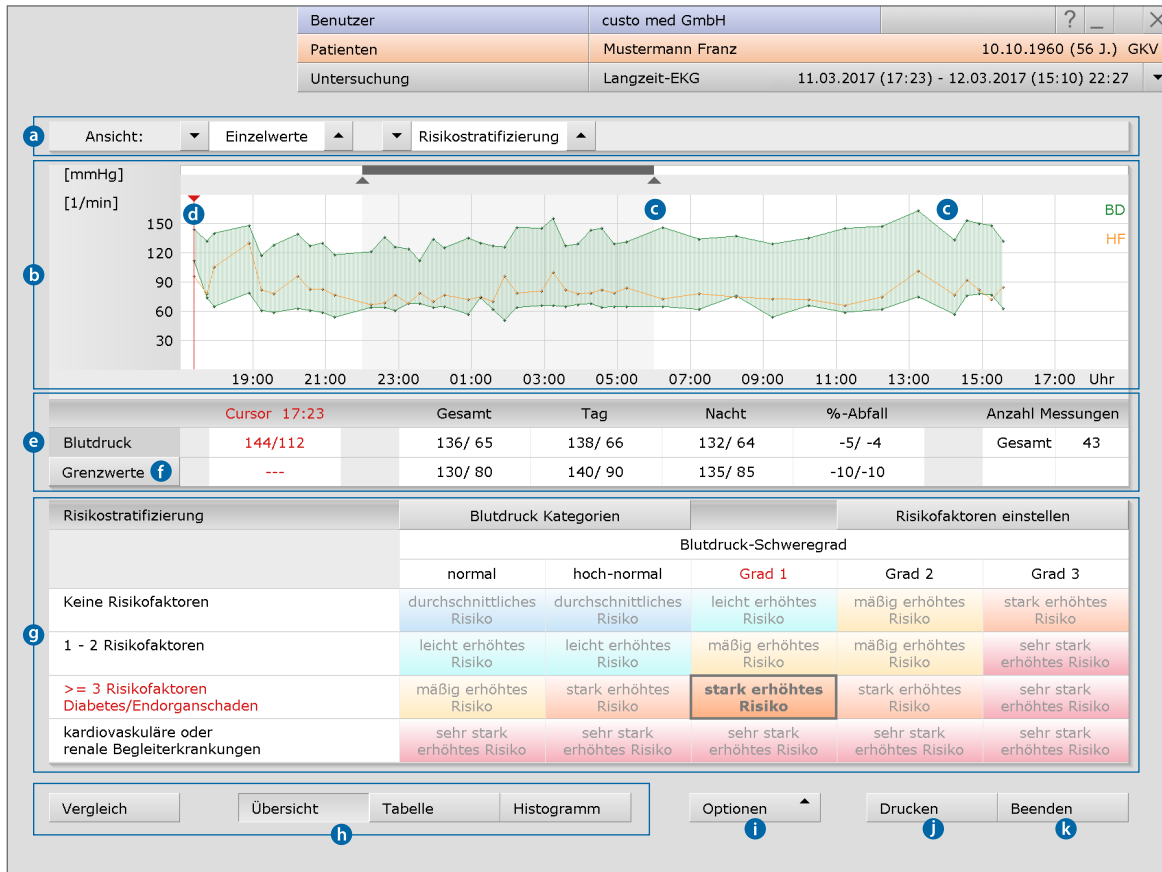 Benutzer custo med GmbH ? _ X
Patienten Mustermann Franz 10.10.1960 (56 J.) GKV
Untersuchung Langzeit-EKG 11.03.2017 (17:23) - 12.03.2017 (15:10) 22:27
a Ansicht: Einzelwerte Risikostratifizierung
[mmHg]
[1/min]
d c c BD
150
HF
120
b 90
60
30
19:00 21:00 23:00 01:00 03:00 05:00 07:00 09:00 11:00 13:00 15:00 17:00 Uhr
Cursor 17:23 Gesamt Tag Nacht %-Abfall Anzahl Messungen
e Blutdruck 144/112 136/ 65 138/ 66 132/ 64 -5/ -4 Gesamt 43
Grenzwerte f --- 130/ 80 140/ 90 135/ 85 -10/-10
Risikostratifizierung Blutdruck Kategorien Risikofaktoren einstellen
Blutdruck-Schweregrad
normal hoch-normal Grad 1 Grad 2 Grad 3
Keine Risikofaktoren durchschnittliches durchschnittliches leicht erhöhtes mäßig erhöhtes stark erhöhtes
Risiko Risiko Risiko Risiko Risiko
g 1 - 2 Risikofaktoren leicht erhöhtes leicht erhöhtes mäßig erhöhtes mäßig erhöhtes sehr stark
Risiko Risiko Risiko Risiko erhöhtes Risiko
>= 3 Risikofaktoren mäßig erhöhtes stark erhöhtes stark erhöhtes stark erhöhtes sehr stark
Diabetes/Endorganschaden Risiko Risiko Risiko Risiko erhöhtes Risiko
kardiovaskuläre oder sehr stark sehr stark sehr stark sehr stark sehr stark
renale Begleiterkrankungen erhöhtes Risiko erhöhtes Risiko erhöhtes Risiko erhöhtes Risiko erhöhtes Risiko
Vergleich Übersicht Tabelle Histogramm Optionen Drucken Beenden
h i j k